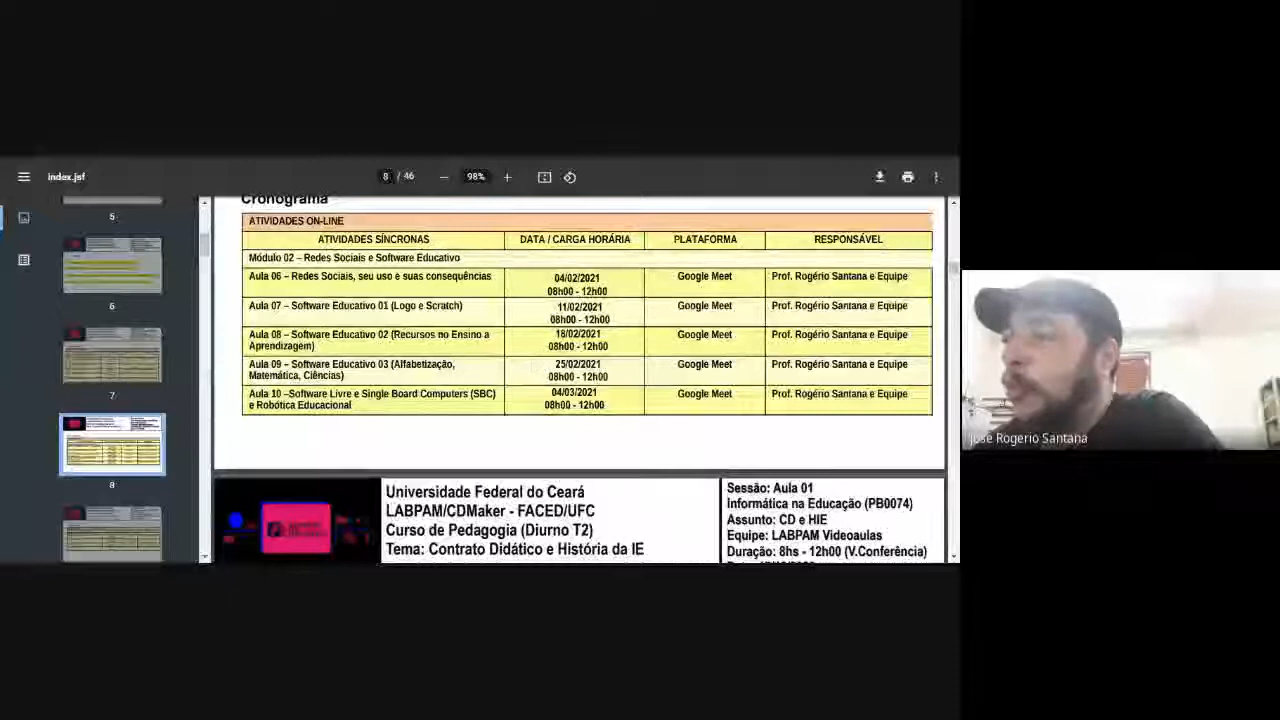 index.jsf
8 / 46
98%
5
6
7
8
Cronograma
ATIVIDADES ON-LINE
ATIVIDADES SÍNCRONAS DATA / CARGA HORÁRIA PLATAFORMA RESPONSÁVEL
Módulo 02 – Redes Sociais e Software Educativo
Aula 06 – Redes Sociais, seu uso e suas consequências 04/02/2021 Google Meet Prof. Rogério Santana e Equipe
08h00 - 12h00
Aula 07 – Software Educativo 01 (Logo e Scratch) 11/02/2021 Google Meet Prof. Rogério Santana e Equipe
08h00 - 12h00
Aula 08 – Software Educativo 02 (Recursos no Ensino a 18/02/2021 Google Meet Prof. Rogério Santana e Equipe
Aprendizagem) 08h00 - 12h00
Aula 09 – Software Educativo 03 (Alfabetização, 25/02/2021 Google Meet Prof. Rogério Santana e Equipe
Matemática, Ciências) 08h00 - 12h00
Aula 10 –Software Livre e Single Board Computers (SBC) 04/03/2021 Google Meet Prof. Rogério Santana e Equipe
e Robótica Educacional 08h00 - 12h00
Universidade Federal do Ceará
LABPAM/CDMaker - FACED/UFC
Curso de Pedagogia (Diurno T2)
Tema: Contrato Didático e História da IE
Sessão: Aula 01
Informática na Educação (PB0074)
Assunto: CD e HIE
Equipe: LABPAM Videoaulas
Duração: 8hs - 12h00 (V.Conferência)
Jose Rogerio Santana